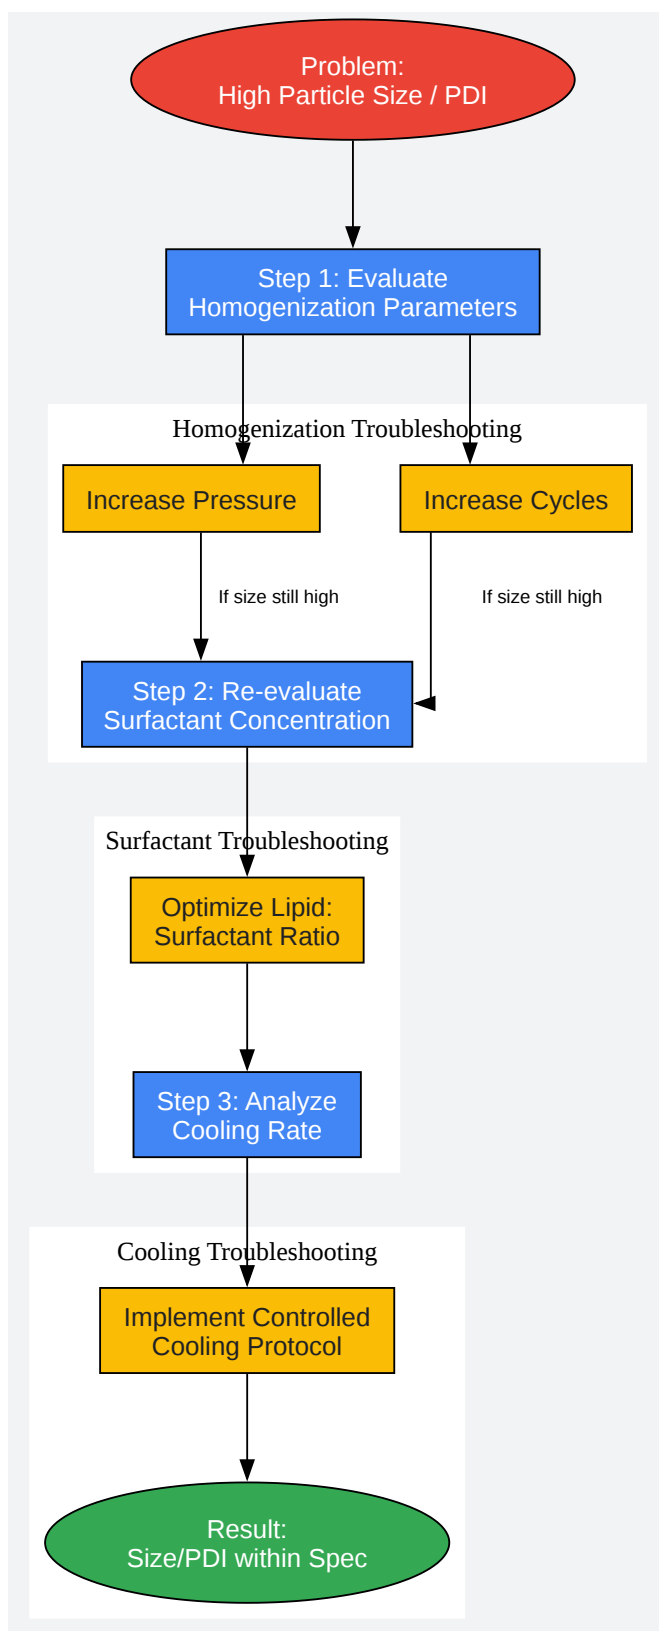 Problem:
High Particle Size / PDI
Step 1: Evaluate
Homogenization Parameters
Homogenization Troubleshooting
Increase Pressure
Increase Cycles
If size still high
If size still high
Step 2: Re-evaluate
Surfactant Concentration
Surfactant Troubleshooting
Optimize Lipid:
Surfactant Ratio
Step 3: Analyze
Cooling Rate
Cooling Troubleshooting
Implement Controlled
Cooling Protocol
Result:
Size/PDI within Spec